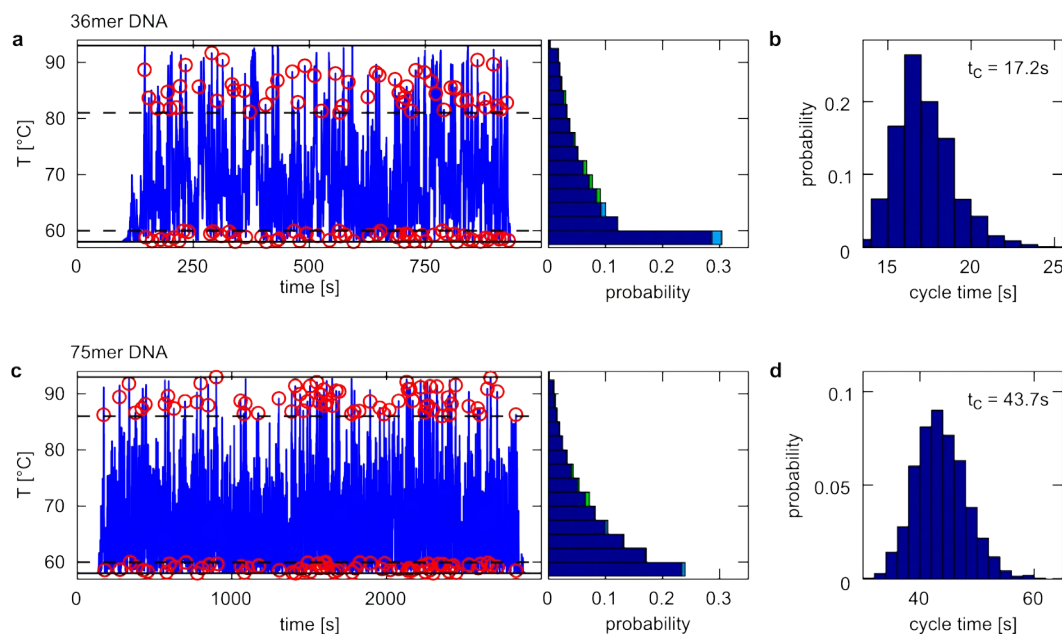 36mer DNA
a
T [°C]
90
80
70
60
0
250
500
750
time [s]
0
0.1
0.2
0.3
probability
b
probability
0.2
0.1
0
15
20
25
cycle time [s]
t_C = 17.2s
75mer DNA
c
T [°C]
90
80
70
60
0
1000
2000
time [s]
0
0.1
0.2
0.3
probability
d
probability
0.1
0.05
0
40
60
cycle time [s]
t_C = 43.7s